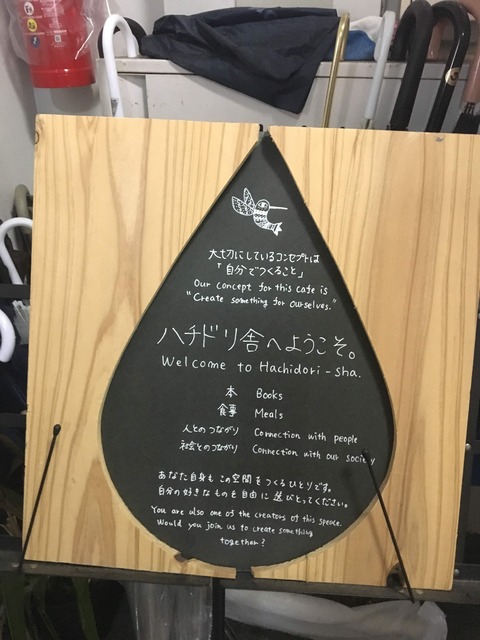 大切にしているコンセプトは
「自分でつくること」
Our concept for this cafe is
"Create something for ourselves."
ハチドリ舎へようこそ。
Welcome to Hachidori-sha.
本 Books
食事 Meals
人とのつながり Connection with people
社会とのつながり Connection with our society
あなた自身もこの空間をつくるひとりです。
自分の好きなものを自由に選びとってください。
You are also one of the creators of this speace.
Would you join us to create something
together?